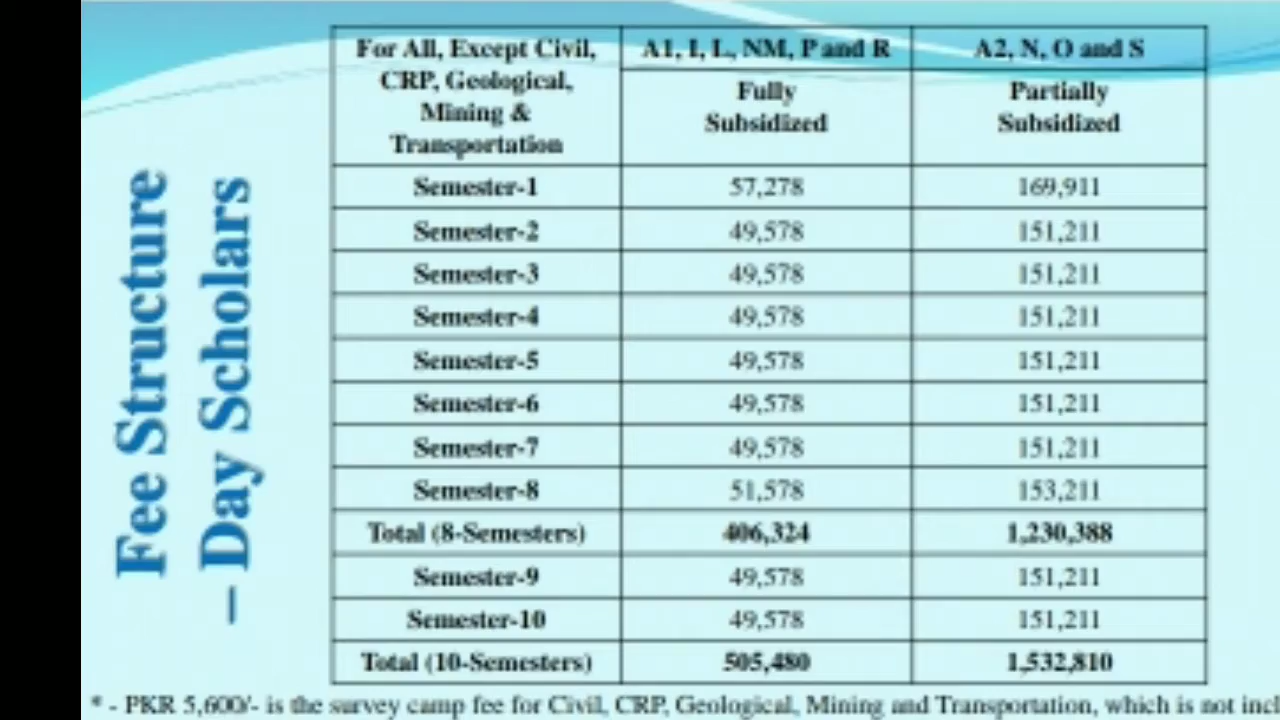 Fee Structure
– Day Scholars
For All, Except Civil,
CRP, Geological,
Mining &
Transportation
A1, I, L, NM, P and R
A2, N, O and S
Fully
Subsidized
Partially
Subsidized
Semester-1 57,278 169,911
Semester-2 49,578 151,211
Semester-3 49,578 151,211
Semester-4 49,578 151,211
Semester-5 49,578 151,211
Semester-6 49,578 151,211
Semester-7 49,578 151,211
Semester-8 51,578 153,211
Total (8-Semesters) 406,324 1,230,388
Semester-9 49,578 151,211
Semester-10 49,578 151,211
Total (10-Semesters) 505,480 1,532,810
* - PKR 5,600/- is the survey camp fee for Civil, CRP, Geological, Mining and Transportation, which is not